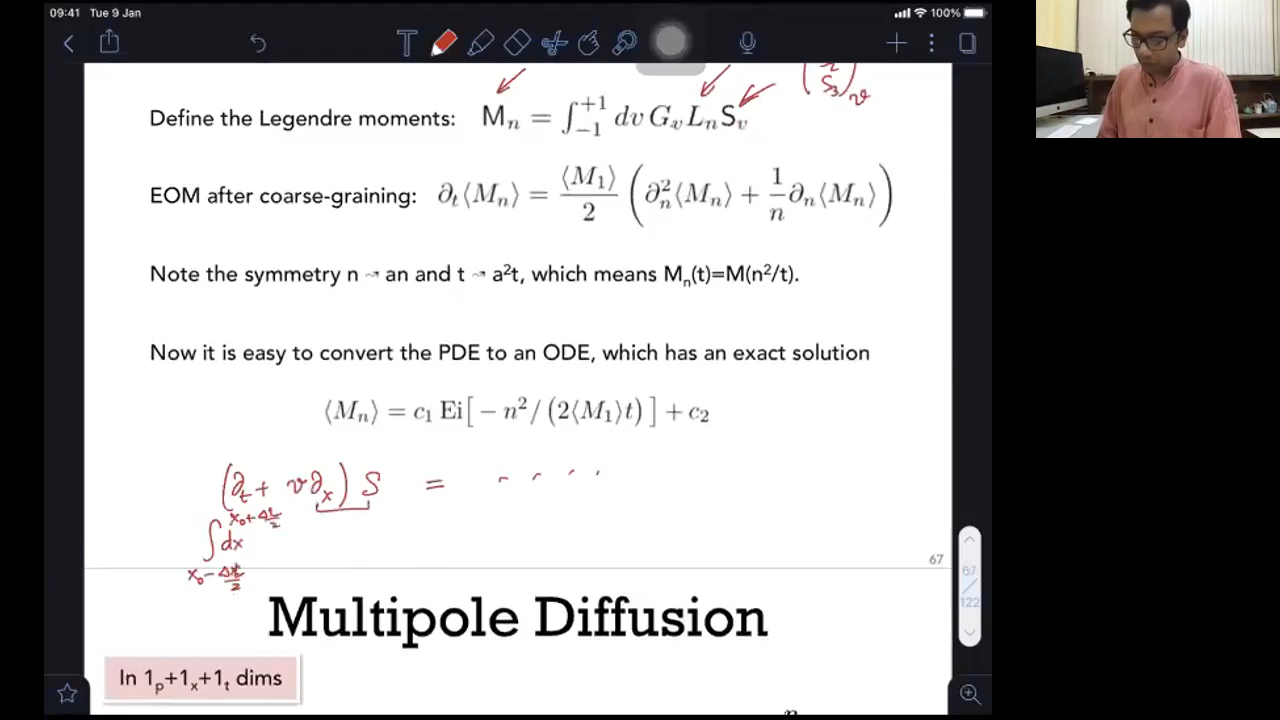 09:41 Tue 9 Jan 100%
T
Define the Legendre moments: Mₙ = ∫₋₁⁺¹ dv Gᵥ Lₙ Sᵥ
S₃
EOM after coarse-graining: ∂ₜ⟨Mₙ⟩ = ⟨M₁⟩/2 (∂ₙ²⟨Mₙ⟩ + 1/n ∂ₙ⟨Mₙ⟩)
Note the symmetry n ⇝ an and t ⇝ a²t, which means Mₙ(t)=M(n²/t).
Now it is easy to convert the PDE to an ODE, which has an exact solution
⟨Mₙ⟩ = c₁ Ei[ − n²/(2⟨M₁⟩t) ] + c₂
(∂ₜ + v∂ₓ) S =
∫dx
67
67
/
122
Multipole Diffusion
In 1ₚ+1ₓ+1ₜ dims